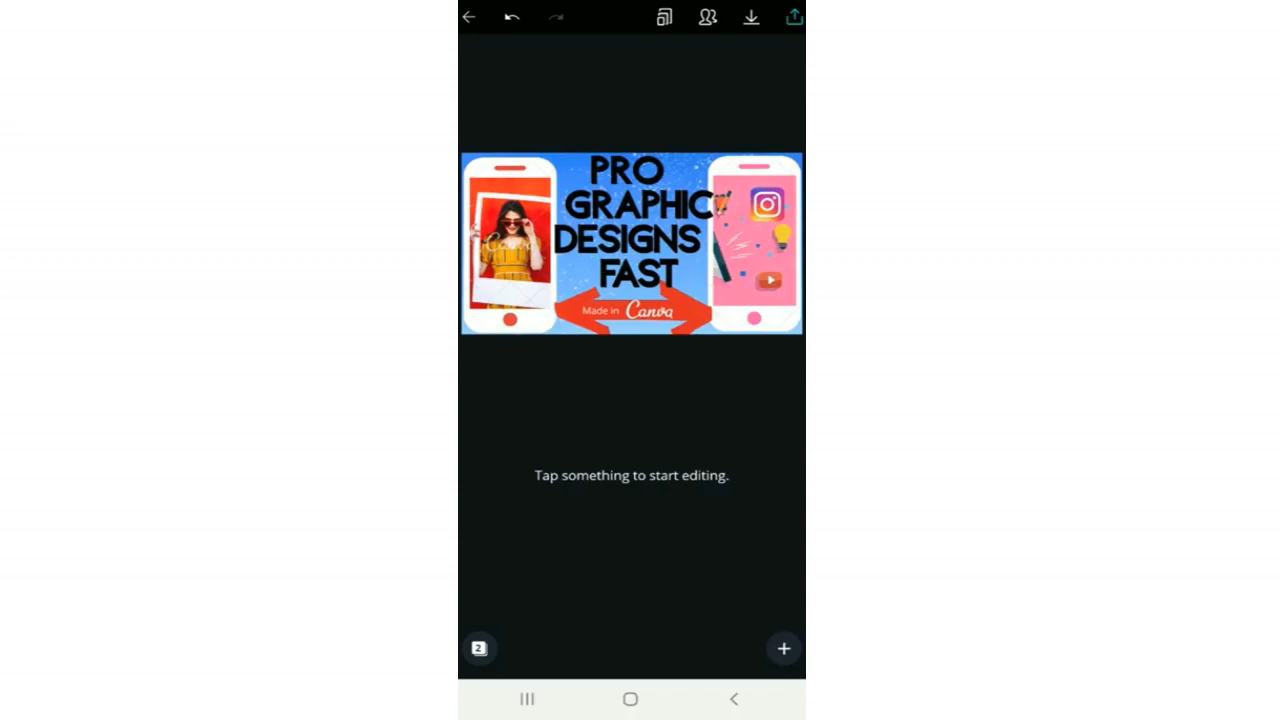 PRO
GRAPHIC
DESIGNS
FAST
Made in Canva
Tap something to start editing.
2